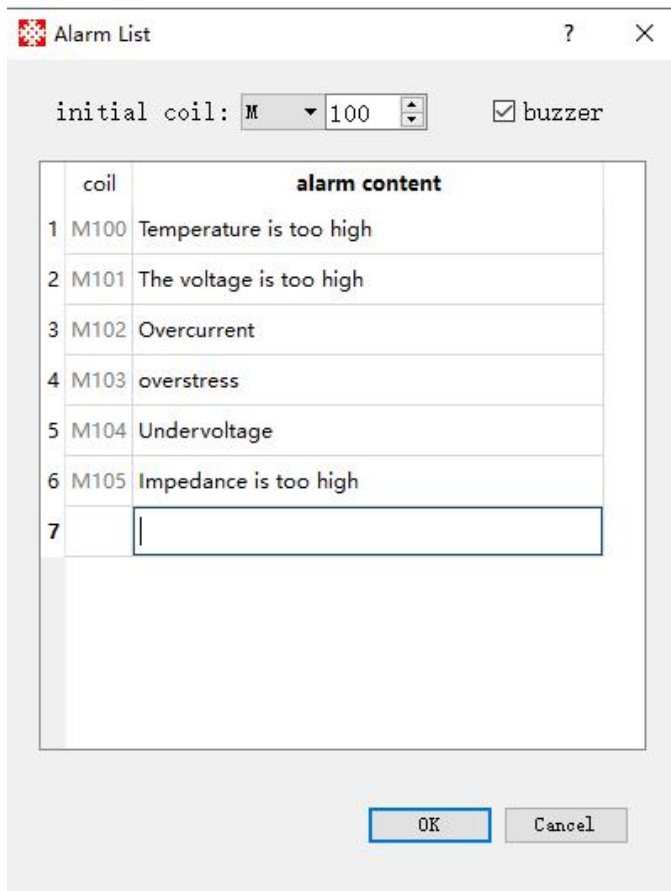 Alarm List ?
initial coil: M 100 buzzer
coil alarm content
1 M100 Temperature is too high
2 M101 The voltage is too high
3 M102 Overcurrent
4 M103 overstress
5 M104 Undervoltage
6 M105 Impedance is too high
7
OK Cancel